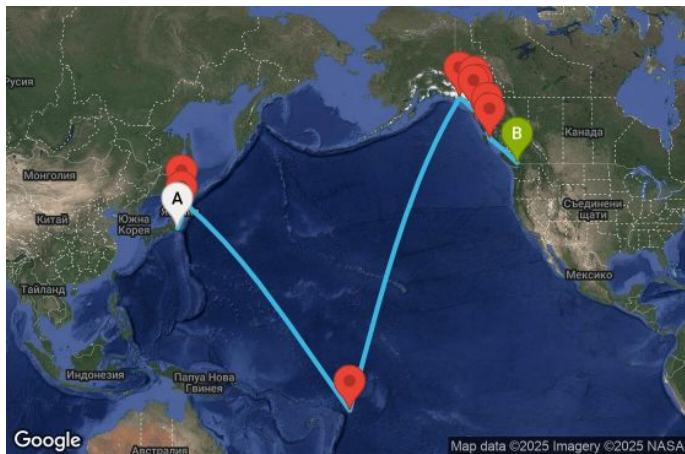 Русия
Канада
B
Монголия
A
Съединени
щати
Китай
Южна
Корея
Мексико
Тайланд
Индонезия
Папуа Нова
Гвинея
Австралия
Google
Map data ©2025 Imagery ©2025 NASA